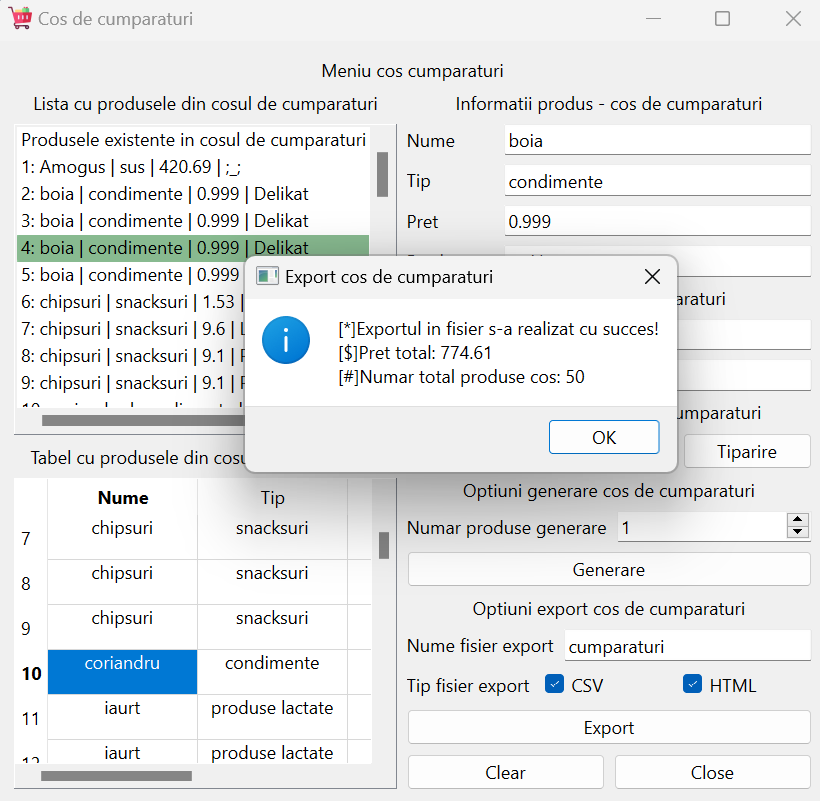 Cos de cumparaturi
Meniu cos cumparaturi
Lista cu produsele din cosul de cumparaturi
Produsele existente in cosul de cumparaturi
1: Amogus | sus | 420.69 | ;_;
2: boia | condimente | 0.999 | Delikat
3: boia | condimente | 0.999 | Delikat
4: boia | condimente | 0.999 | Delikat
5: boia | condimente | 0.999
6: chipsuri | snacksuri | 1.53 |
7: chipsuri | snacksuri | 9.6 |
8: chipsuri | snacksuri | 9.1 |
9: chipsuri | snacksuri | 9.1 |
Informatii produs - cos de cumparaturi
Nume boia
Tip condimente
Pret 0.999
Export cos de cumparaturi
[*]Exportul in fisier s-a realizat cu succes!
[$]Pret total: 774.61
[#]Numar total produse cos: 50
OK
Tiparire
Tabel cu produsele din
Nume Tip
7 chipsuri snacksuri
8 chipsuri snacksuri
9 chipsuri snacksuri
10 coriandru condimente
11 iaurt produse lactate
iaurt produse lactate
Optiuni generare cos de cumparaturi
Numar produse generare 1
Generare
Optiuni export cos de cumparaturi
Nume fisier export cumparaturi
Tip fisier export CSV HTML
Export
Clear Close